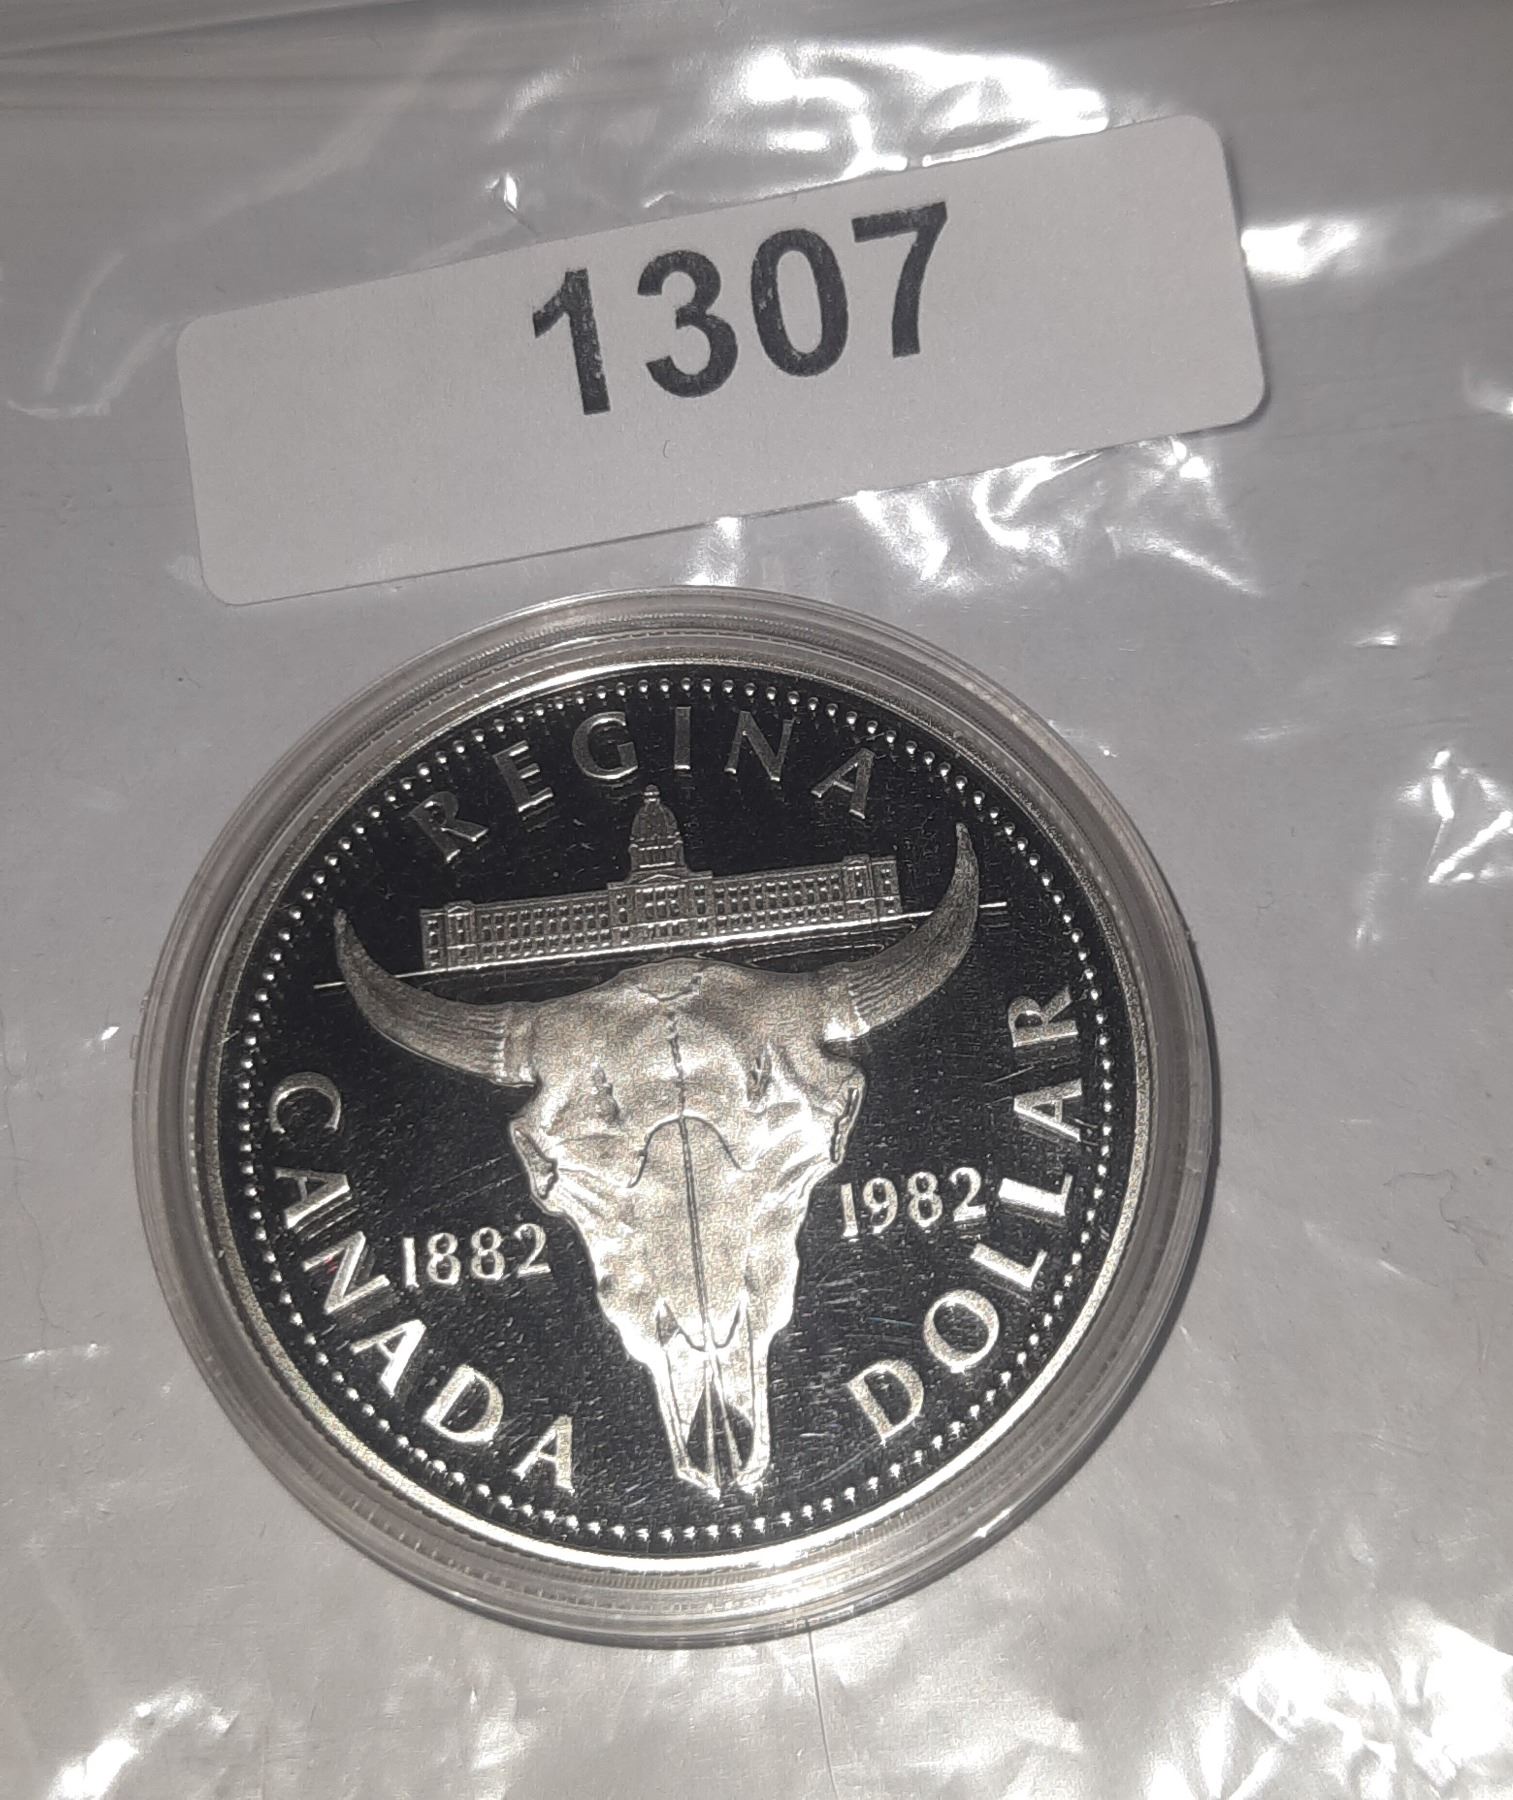 1307
REGINA
1882
1982
CANADA
DOLLAR